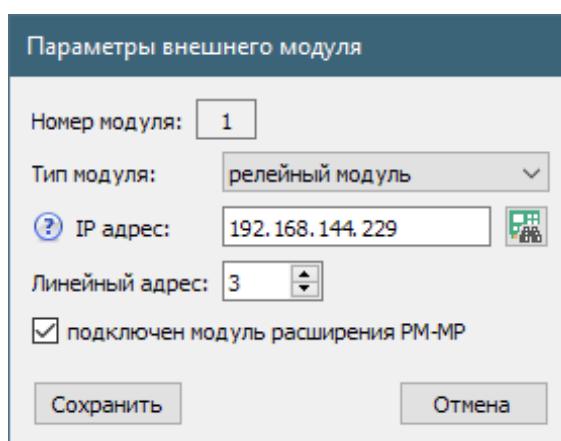 Параметры внешнего модуля
Номер модуля: 1
Тип модуля: релейный модуль
? IP адрес: 192.168.144.229
Линейный адрес: 3
подключен модуль расширения РМ-МР
Сохранить Отмена